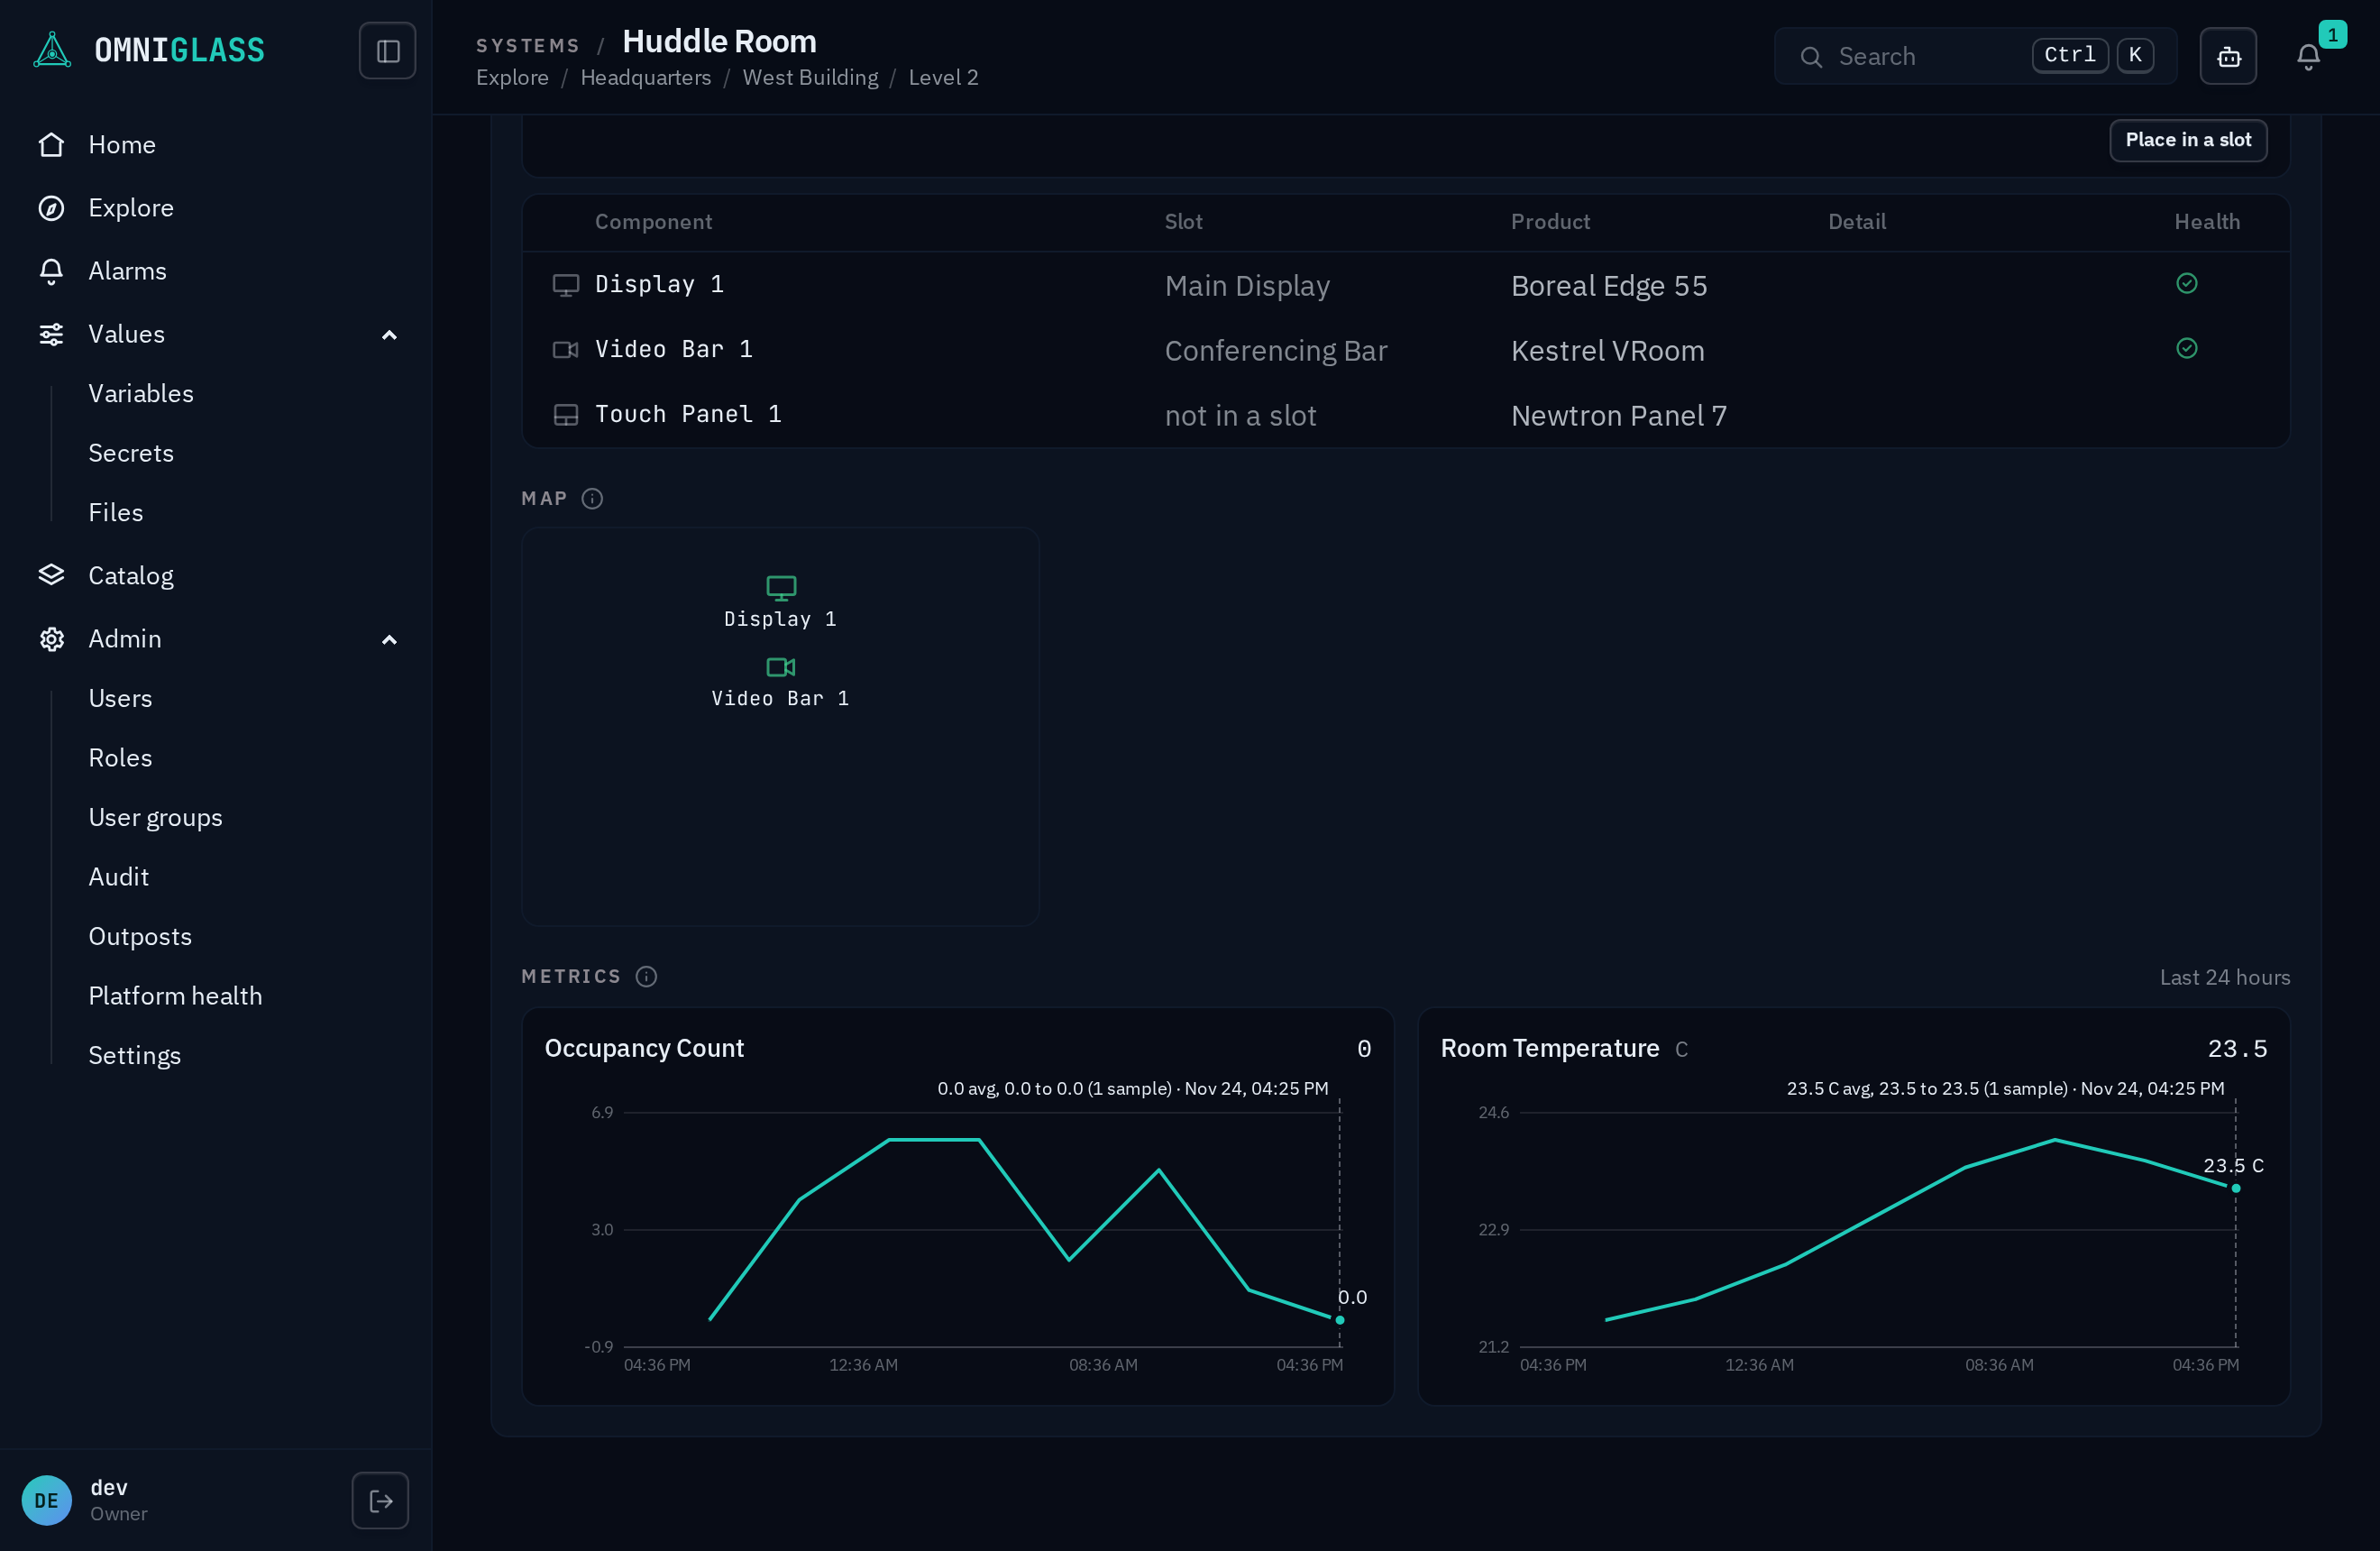 OMNIGLASS
Home
Explore
Alarms
Values
Variables
Secrets
Files
Catalog
Admin
Users
Roles
User groups
Audit
Outposts
Platform health
Settings
DE
dev
Owner
SYSTEMS / Huddle Room
Explore / Headquarters / West Building / Level 2
Search Ctrl K
1
Place in a slot
Component Slot Product Detail Health
Display 1 Main Display Boreal Edge 55
Video Bar 1 Conferencing Bar Kestrel VRoom
Touch Panel 1 not in a slot Newtron Panel 7
MAP
Display 1
Video Bar 1
METRICS Last 24 hours
Occupancy Count 0
0.0 avg, 0.0 to 0.0 (1 sample) · Nov 24, 04:25 PM
6.9
3.0
0.0
-0.9
04:36 PM 12:36 AM 08:36 AM 04:36 PM
Room Temperature C 23.5
23.5 C avg, 23.5 to 23.5 (1 sample) · Nov 24, 04:25 PM
24.6
23.5 C
22.9
21.2
04:36 PM 12:36 AM 08:36 AM 04:36 PM